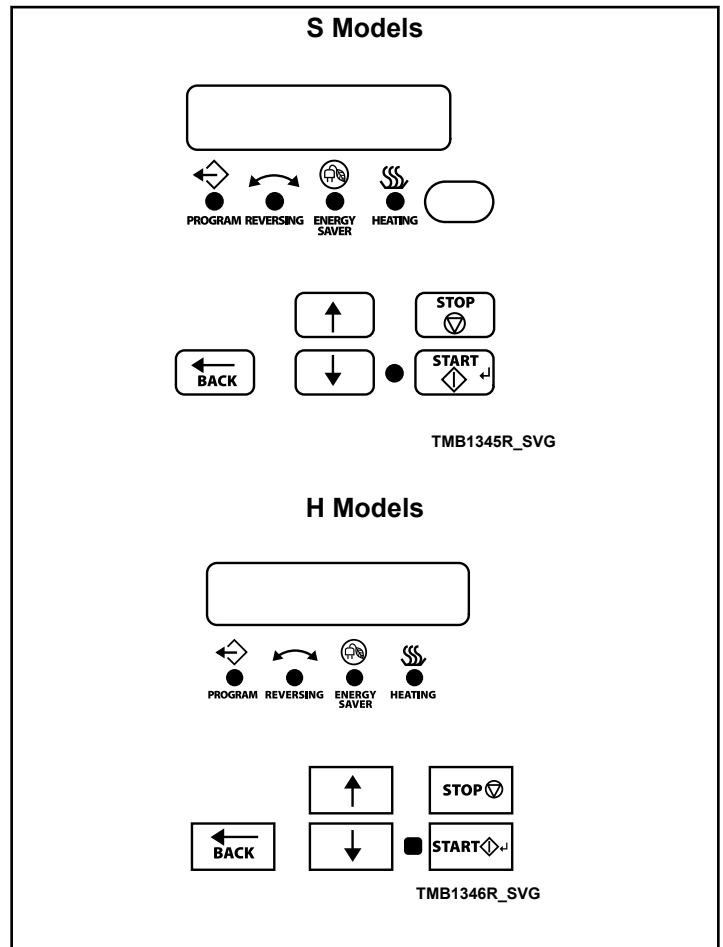 S Models
PROGRAM REVERSING ENERGY SAVER HEATING
STOP
BACK
START
TMB1345R_SVG
H Models
PROGRAM REVERSING ENERGY SAVER HEATING
STOP
BACK
START
TMB1346R_SVG